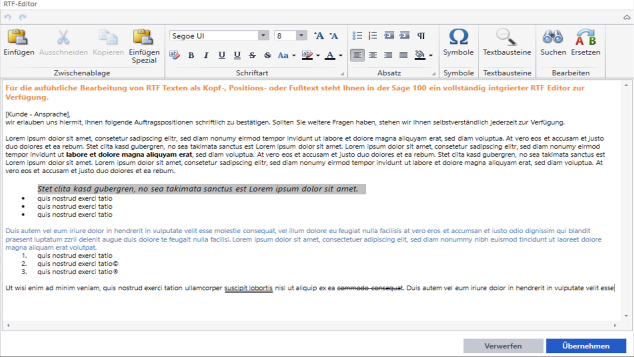 RTF-Editor
Einfügen
Ausschneiden
Kopieren
Einfügen Spezial
Segoe UI
8
Symbole
Textbausteine
Suchen
Ersetzen
Zwischenablage
Schriftart
Absatz
Symbole
Textbausteine
Bearbeiten
Für die auführliche Bearbeitung von RTF Texten als Kopf-, Positions- oder Fußtext steht Ihnen in der Sage 100 ein vollständig intgrierter RTF Editor zur
Verfügung.
[Kunde - Ansprache],
wir erlauben uns hiermit, Ihnen folgende Auftragspositionen schriftlich zu bestätigen. Sollten Sie weitere Fragen haben, stehen wir Ihnen selbstverständlich jederzeit zur Verfügung.
Lorem ipsum dolor sit amet, consetetur sadipscing elitr, sed diam nonumy eirmod tempor invidunt ut labore et dolore magna aliquyam erat, sed diam voluptua. At vero eos et accusam et justo
duo dolores et ea rebum. Stet clita kasd gubergren, no sea takimata sanctus est Lorem ipsum dolor sit amet. Lorem ipsum dolor sit amet, consetetur sadipscing elitr, sed diam nonumy eirmod
tempor invidunt ut labore et dolore magna aliquyam erat, sed diam voluptua. At vero eos et accusam et justo duo dolores et ea rebum. Stet clita kasd gubergren, no sea takimata sanctus est
Lorem ipsum dolor sit amet. Lorem ipsum dolor sit amet, consetetur sadipscing elitr, sed diam nonumy eirmod tempor invidunt ut labore et dolore magna aliquyam erat, sed diam voluptua. At
vero eos et accusam et justo duo dolores et ea rebum.
Stet clita kasd gubergren, no sea takimata sanctus est Lorem ipsum dolor sit amet.
• quis nostrud exerci tatio
• quis nostrud exerci tatio
• quis nostrud exerci tatio
Duis autem vel eum iriure dolor in hendrerit in vulputate velit esse molestie consequat, vel illum dolore eu feugiat nulla facilisis at vero eros et accumsan et iusto odio dignissim qui blandit
praesent luptatum zzril delenit augue duis dolore te feugait nulla facilisi. Lorem ipsum dolor sit amet, consectetuer adipiscing elit, sed diam nonummy nibh euismod tincidunt ut laoreet dolore
magna aliquam erat volutpat.
1. quis nostrud exerci tatio
2. quis nostrud exerci tatio©
3. quis nostrud exerci tatio®
Ut wisi enim ad minim veniam, quis nostrud exerci tation ullamcorper suscipit lobortis nisl ut aliquip ex ea commodo consequat. Duis autem vel eum iriure dolor in hendrerit in vulputate velit esse
Verwerfen
Übernehmen